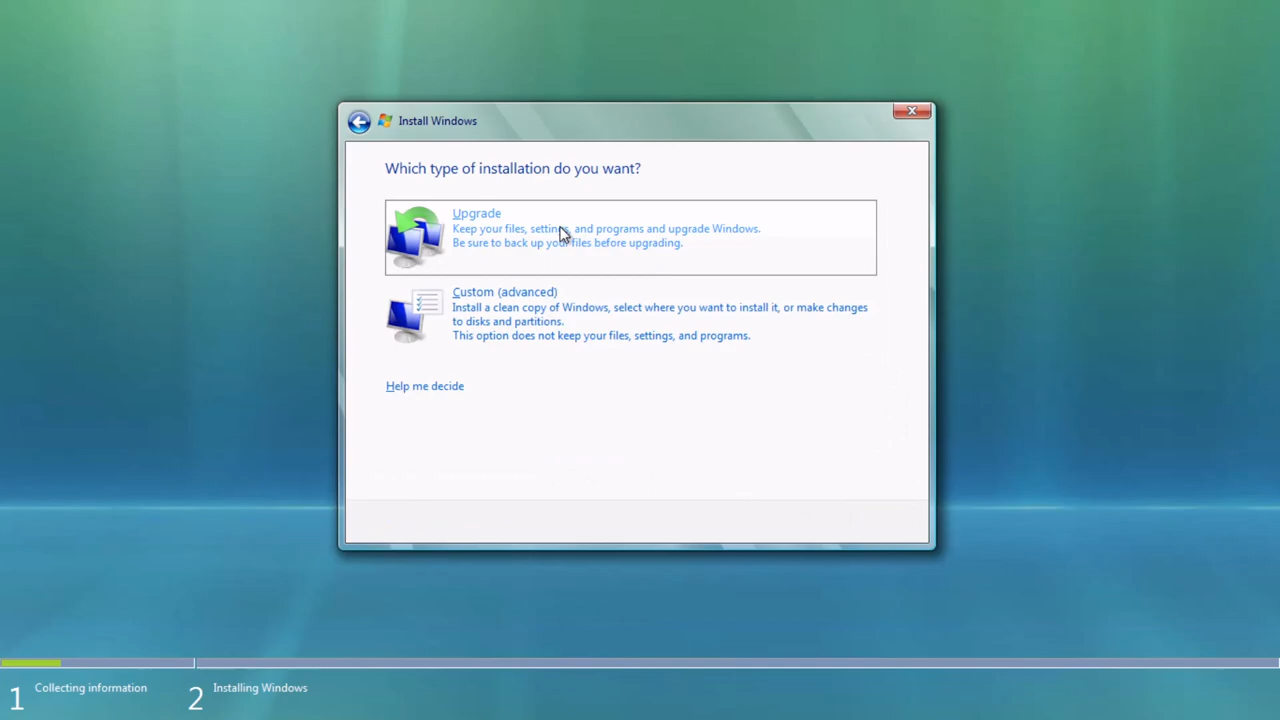 Install Windows
Which type of installation do you want?
Upgrade
Keep your files, settings, and programs and upgrade Windows.
Be sure to back up your files before upgrading.
Custom (advanced)
Install a clean copy of Windows, select where you want to install it, or make changes
to disks and partitions.
This option does not keep your files, settings, and programs.
Help me decide
1 Collecting information
2 Installing Windows